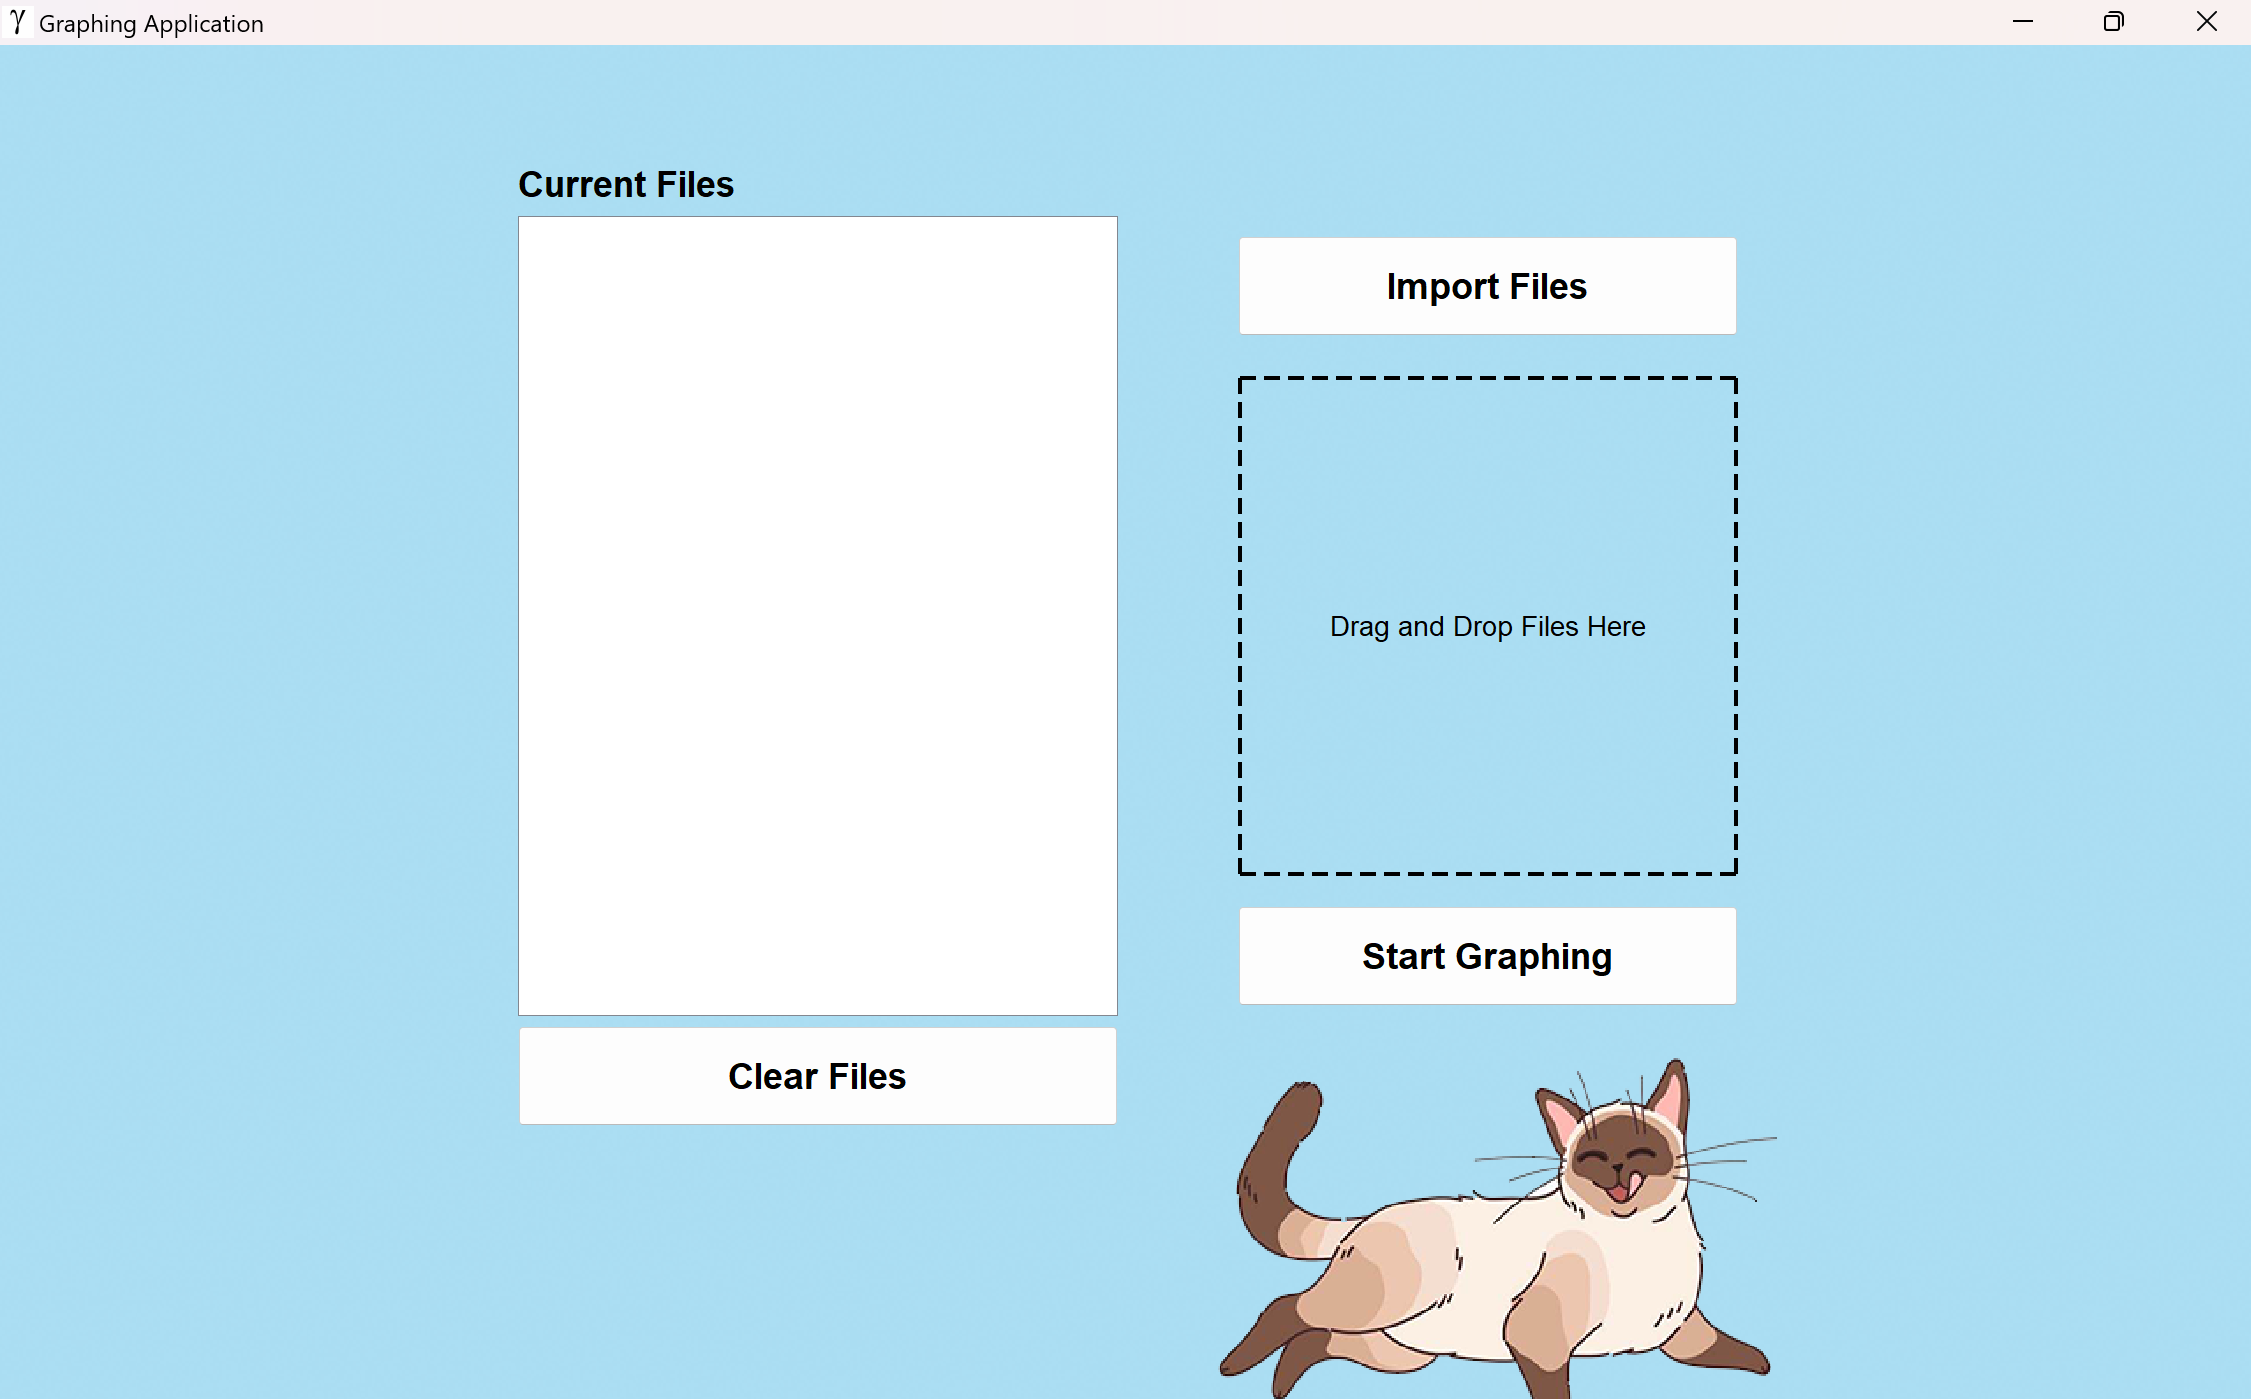 γ Graphing Application
Current Files
Import Files
Drag and Drop Files Here
Start Graphing
Clear Files